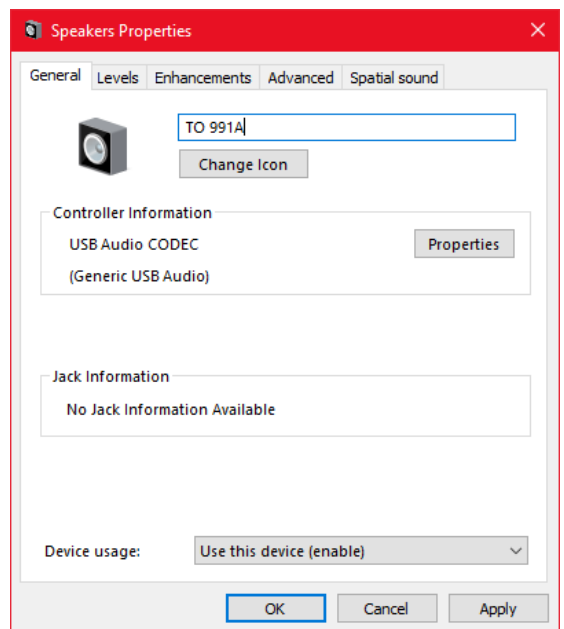 Speakers Properties
General Levels Enhancements Advanced Spatial sound
TO 991A
Change Icon
Controller Information
USB Audio CODEC
Properties
(Generic USB Audio)
Jack Information
No Jack Information Available
Device usage: Use this device (enable)
OK Cancel Apply